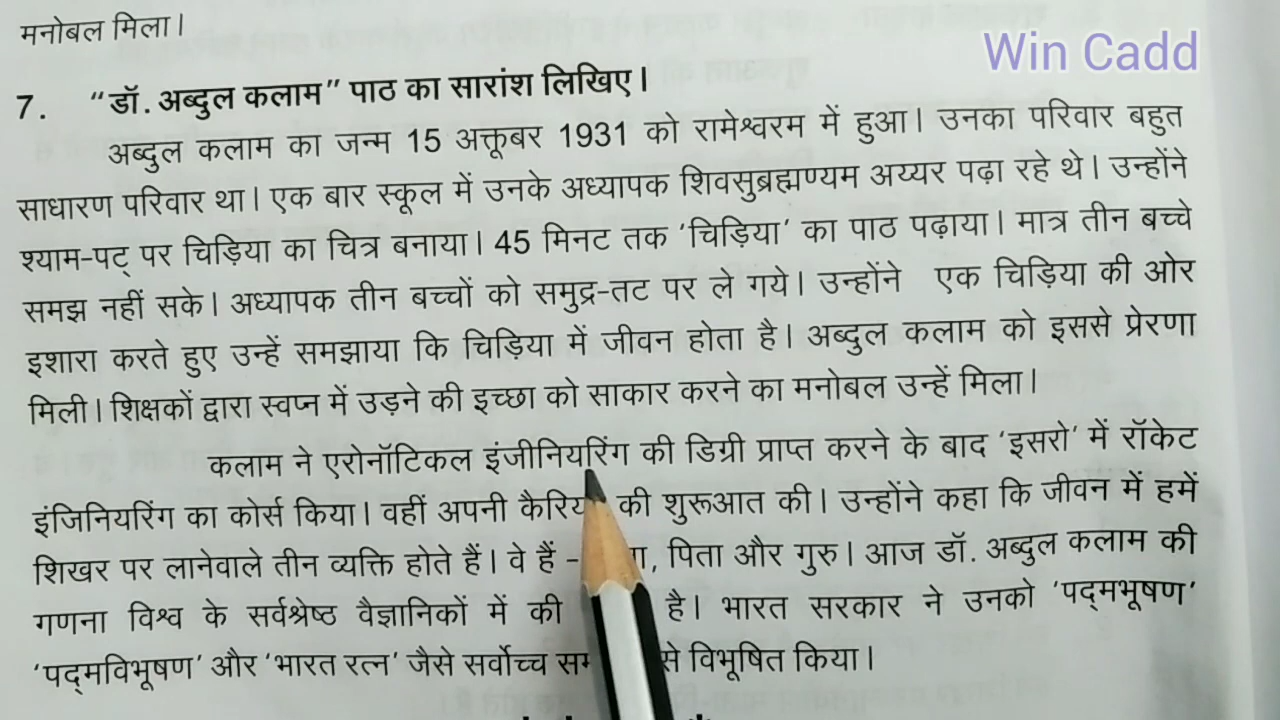 मनोबल मिला।
Win Cadd
7. “डॉ. अब्दुल कलाम” पाठ का सारांश लिखिए।
अब्दुल कलाम का जन्म 15 अक्तूबर 1931 को रामेश्वरम में हुआ। उनका परिवार बहुत
साधारण परिवार था। एक बार स्कूल में उनके अध्यापक शिवसुब्रह्मण्यम अय्यर पढ़ा रहे थे। उन्होंने
श्याम-पट् पर चिड़िया का चित्र बनाया। 45 मिनट तक ‘चिड़िया’ का पाठ पढ़ाया। मात्र तीन बच्चे
समझ नहीं सके। अध्यापक तीन बच्चों को समुद्र-तट पर ले गये। उन्होंने एक चिड़िया की ओर
इशारा करते हुए उन्हें समझाया कि चिड़िया में जीवन होता है। अब्दुल कलाम को इससे प्रेरणा
मिली। शिक्षकों द्वारा स्वप्न में उड़ने की इच्छा को साकार करने का मनोबल उन्हें मिला।
कलाम ने एरोनॉटिकल इंजीनियरिंग की डिग्री प्राप्त करने के बाद ‘इसरो’ में रॉकेट
इंजिनियरिंग का कोर्स किया। वहीं अपनी की शुरूआत की। उन्होंने कहा कि जीवन में हमें
शिखर पर लानेवाले तीन व्यक्ति होते हैं। वे हैं - , पिता और गुरु। आज डॉ. अब्दुल कलाम की
गणना विश्व के सर्वश्रेष्ठ वैज्ञानिकों में की है। भारत सरकार ने उनको ‘पद्मभूषण’
‘पद्मविभूषण’ और ‘भारत रत्न’ जैसे सर्वोच्च से विभूषित किया।